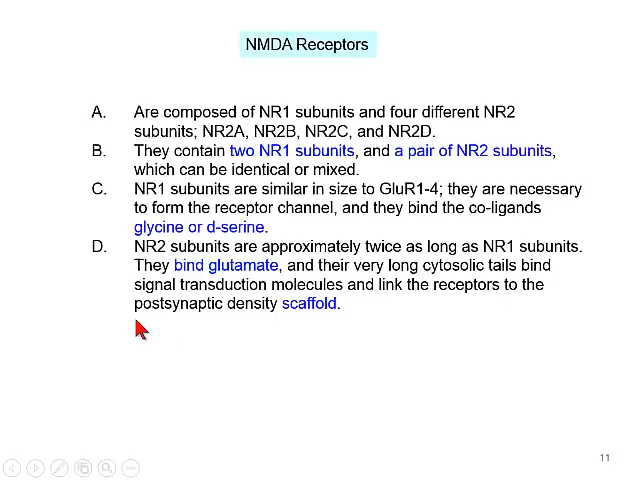 NMDA Receptors
A. Are composed of NR1 subunits and four different NR2
subunits; NR2A, NR2B, NR2C, and NR2D.
B. They contain two NR1 subunits, and a pair of NR2 subunits,
which can be identical or mixed.
C. NR1 subunits are similar in size to GluR1-4; they are necessary
to form the receptor channel, and they bind the co-ligands
glycine or d-serine.
D. NR2 subunits are approximately twice as long as NR1 subunits.
They bind glutamate, and their very long cytosolic tails bind
signal transduction molecules and link the receptors to the
postsynaptic density scaffold.
11